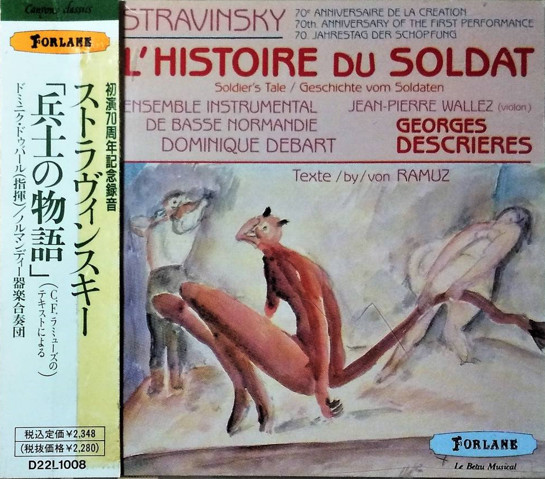 Canyon Classics
FORLANE
初演70周年記念録音
ストラヴィンスキー
「兵士の物語」
(C.F.ラミューズの
テキストによる)
ドミニク・ドゥバール(指揮)/ノルマンディー器楽合奏団
税込定価¥2,348
(税抜価格¥2,280)
D22L1008
STRAVINSKY
70e ANNIVERSAIRE DE LA CREATION
70th ANNIVERSARY OF THE FIRST PERFORMANCE
70. JAHRESTAG DER SCHÖPFUNG
L'HISTOIRE DU SOLDAT
Soldier's Tale / Geschichte vom Soldaten
ENSEMBLE INSTRUMENTAL
DE BASSE NORMANDIE
DOMINIQUE DEBART
JEAN-PIERRE WALLEZ (violon)
GEORGES
DESCRIERES
Texte/by/von RAMUZ
FORLANE
Le Beau Musical